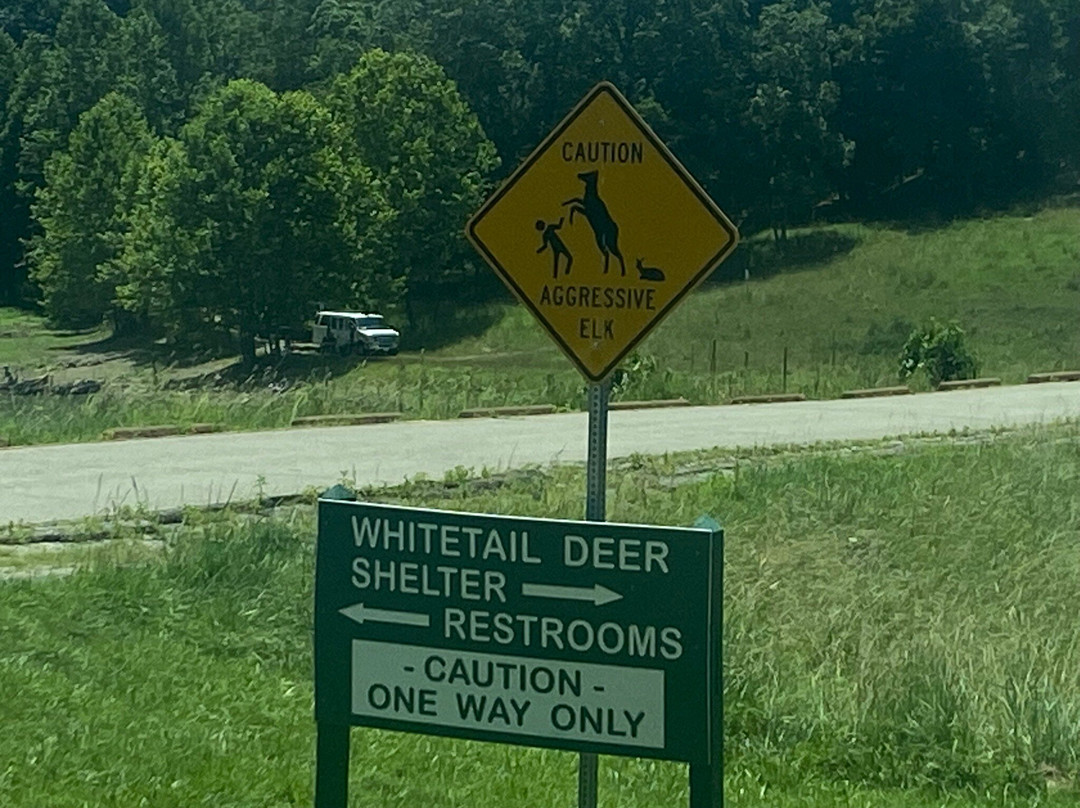 CAUTION
AGGRESSIVE
ELK
WHITETAIL DEER
SHELTER →
← RESTROOMS
- CAUTION -
ONE WAY ONLY